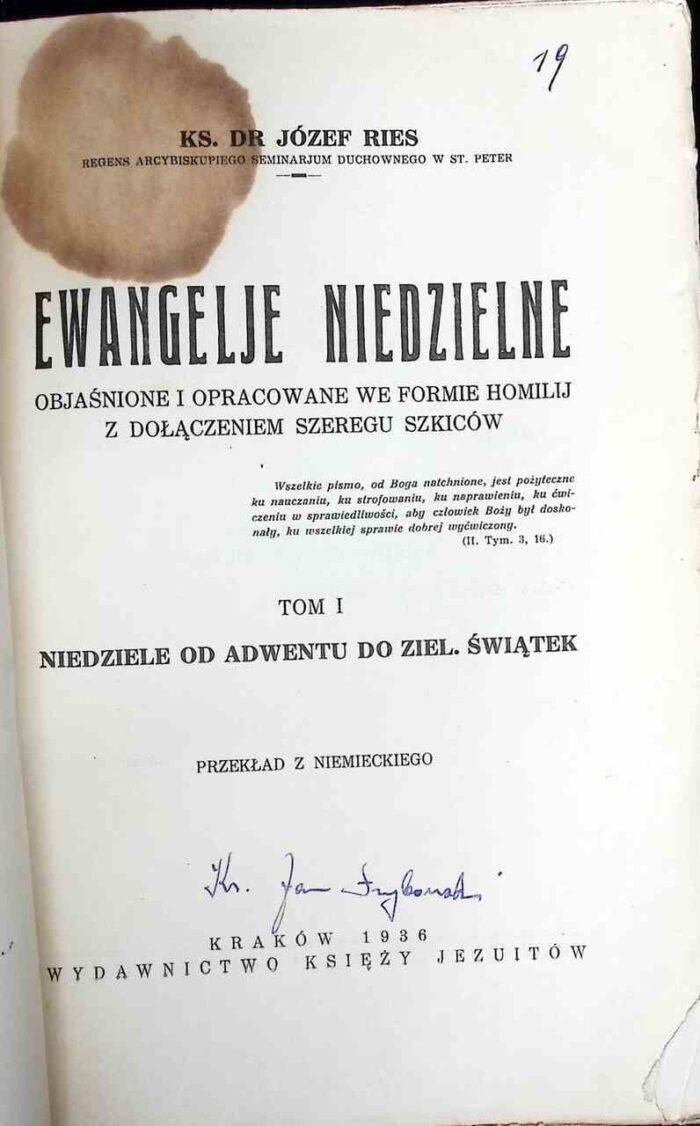 19
KS. DR JÓZEF RIES
REGENS ARCYBISKUPIEGO SEMINARJUM DUCHOWNEGO W ST. PETER
EWANGELJE NIEDZIELNE
OBJAŚNIONE I OPRACOWANE WE FORMIE HOMILIJ
Z DOŁĄCZENIEM SZEREGU SZKICÓW
Wszelkie pismo, od Boga natchnione, jest pożyteczne
ku nauczaniu, ku strofowaniu, ku naprawieniu, ku ćwi-
czeniu w sprawiedliwości, aby człowiek Boży był dosko-
nały, ku wszelkiej sprawie dobrej wyćwiczony.
(II. Tym. 3, 16.)
TOM I
NIEDZIELE OD ADWENTU DO ZIEL. ŚWIĄTEK
PRZEKŁAD Z NIEMIECKIEGO
Ks. Jan
KRAKÓW 1936
WYDAWNICTWO KSIĘŻY JEZUITÓW